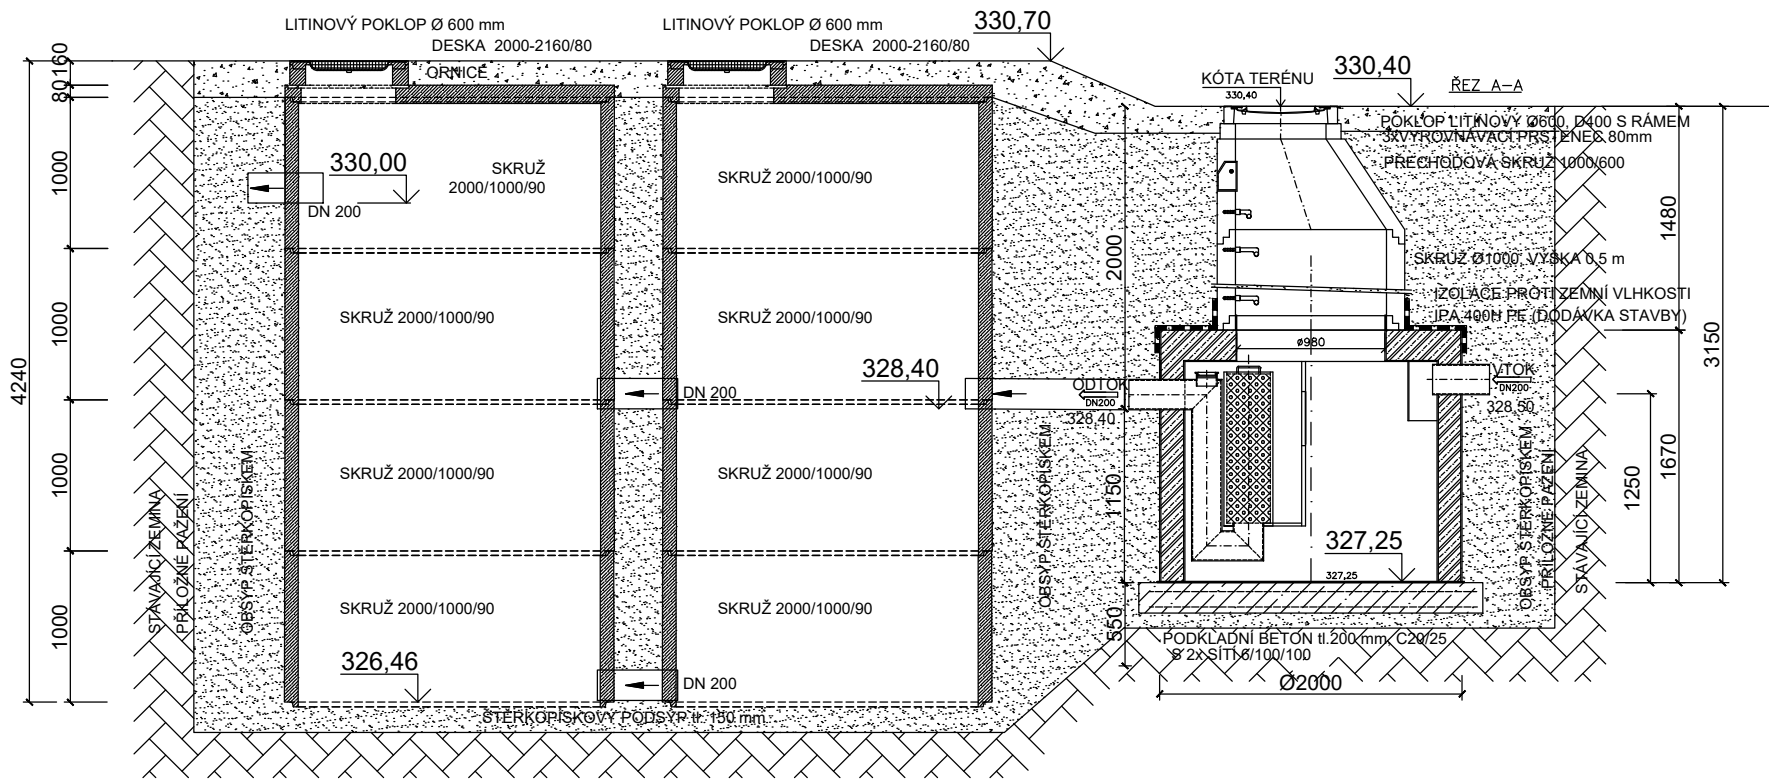 LITINOVÝ POKLOP Ø 600 mm
DESKA 2000-2160/80
LITINOVÝ POKLOP Ø 600 mm
DESKA 2000-2160/80
330,70
KÓTA TERÉNU
330,40
330,40
ŘEZ A-A
ORNICE
POKLOP LITINOVÝ Ø600, D400 S RÁMEM
3xVYROVNÁVACÍ PRSTENEC 80mm
PŘECHODOVÁ SKRUŽ 1000/600
160
80
1000
1000
1000
1000
4240
330,00
DN 200
SKRUŽ
2000/1000/90
SKRUŽ 2000/1000/90
SKRUŽ 2000/1000/90
SKRUŽ 2000/1000/90
SKRUŽ 2000/1000/90
SKRUŽ 2000/1000/90
SKRUŽ 2000/1000/90
SKRUŽ 2000/1000/90
DN 200
DN 200
328,40
326,46
ŠTĚRKOPÍSKOVÝ PODSYP tl. 150 mm
STÁVAJÍCÍ ZEMINA
PŘÍLOŽNÉ PAŽENÍ
OBSYP ŠTĚRKOPÍSKEM
OBSYP ŠTĚRKOPÍSKEM
2000
1150
550
SKRUŽ Ø1000, VÝŠKA 0,5 m
IZOLACE PROTI ZEMNÍ VLHKOSTI
IPA 400H PE (DODÁVKA STAVBY)
ø980
ODTOK
DN200
328,40
VTOK
DN200
328,50
327,25
327,25
OBSYP ŠTĚRKOPÍSKEM
PŘÍLOŽNÉ PAŽENÍ
STÁVAJÍCÍ ZEMINA
1250
1480
1670
3150
PODKLADNÍ BETON tl.200 mm, C20/25
S 2x SÍTÍ 6/100/100
Ø2000